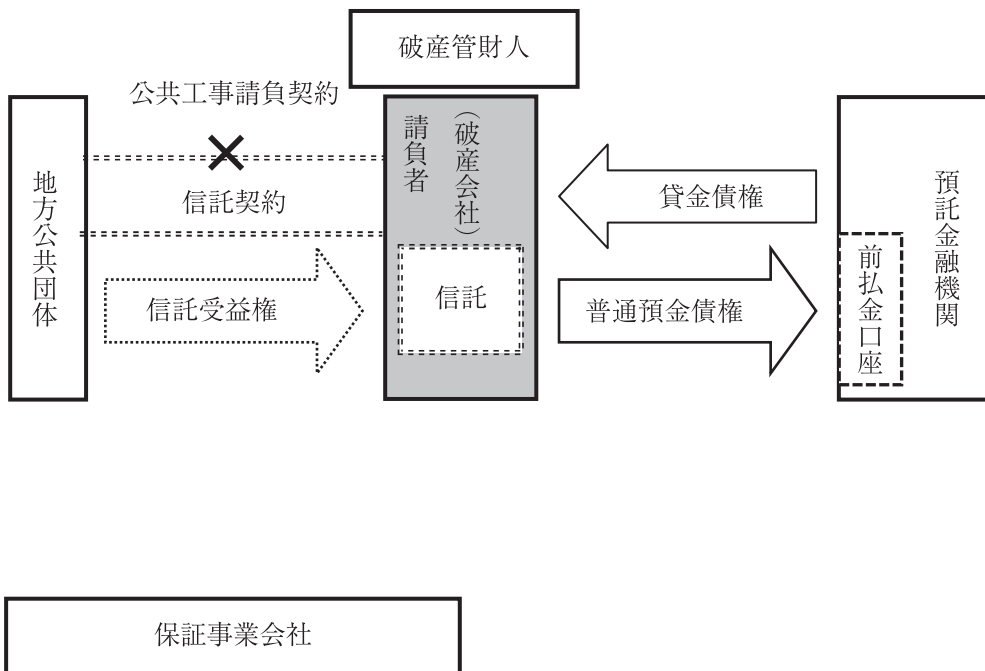 破産管財人
公共工事請負契約
地方公共団体
請負者
（破産会社）
信託契約
貸金債権
預託金融機関
信託受益権
信託
普通預金債権
前払金口座
保証事業会社